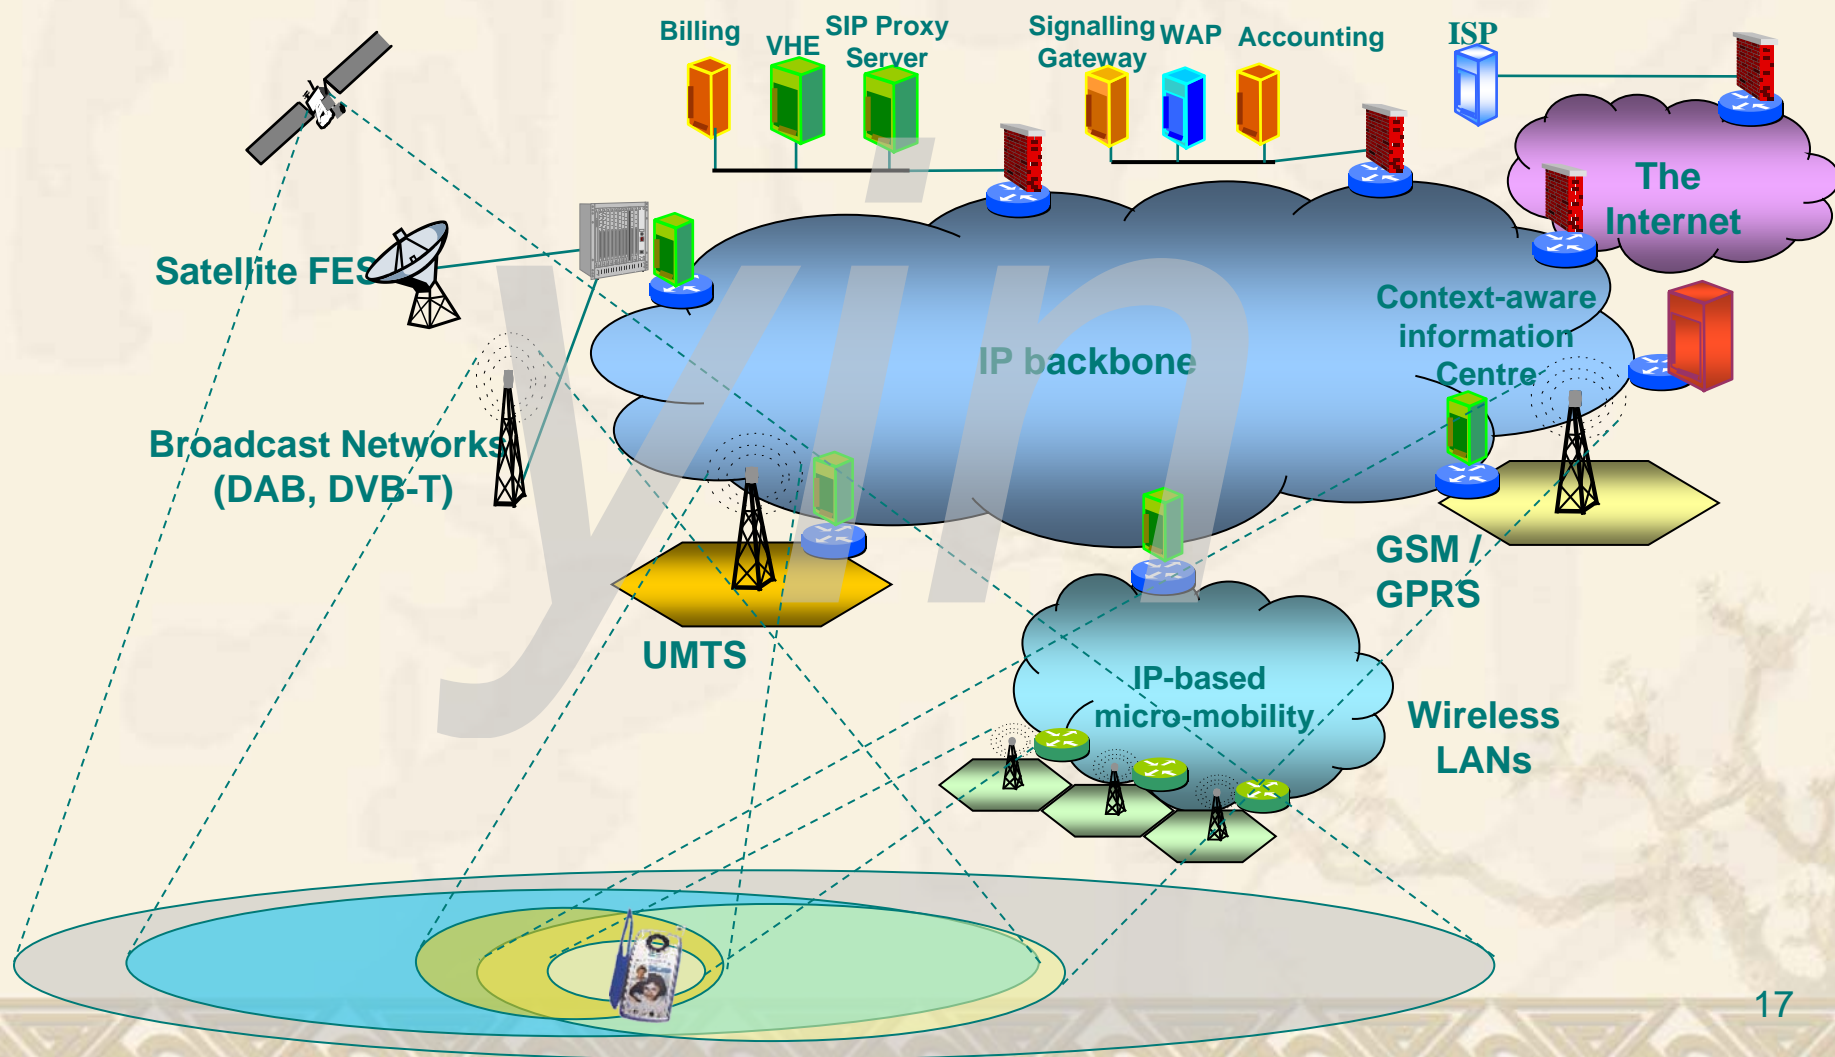 Billing
VHE
SIP Proxy
Server
Signalling
Gateway
WAP
Accounting
ISP
The
Internet
Satellite FES
Context-aware
information
Centre
IP backbone
Broadcast Networks
(DAB, DVB-T)
GSM /
GPRS
UMTS
IP-based
micro-mobility
Wireless
LANs
yin
17